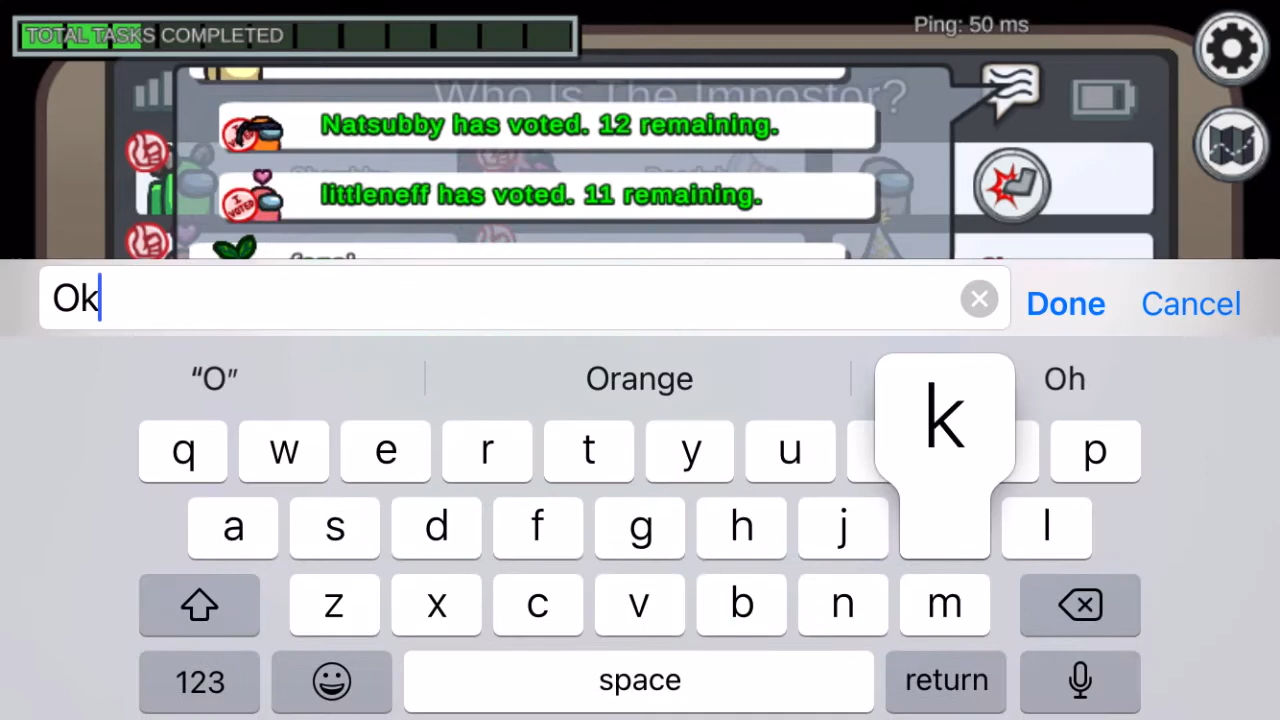 TOTAL TASKS COMPLETED
Ping: 50 ms
Who Is The Impostor?
Natsubby has voted. 12 remaining.
littleneff has voted. 11 remaining.
Ok
Done
Cancel
“O”
Orange
Oh
k
q w e r t y u p
a s d f g h j l
z x c v b n m
123
space
return